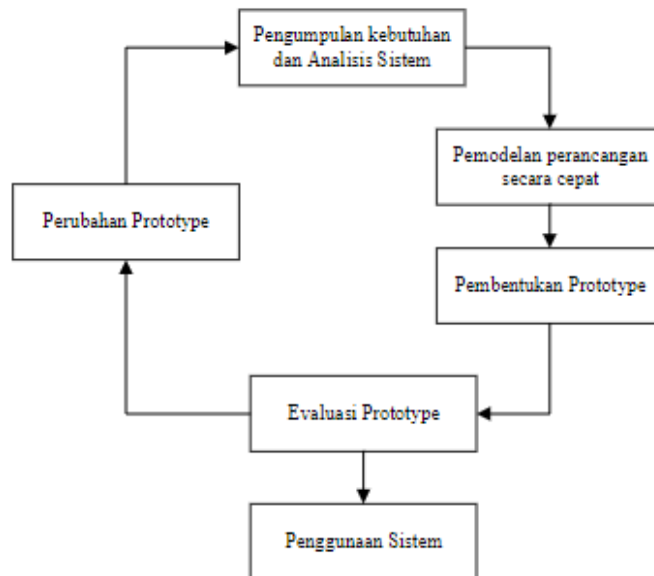 Pengumpulan kebutuhan
dan Analisis Sistem
Pemodelan perancangan
secara cepat
Perubahan Prototype
Pembentukan Prototype
Evaluasi Prototype
Penggunaan Sistem